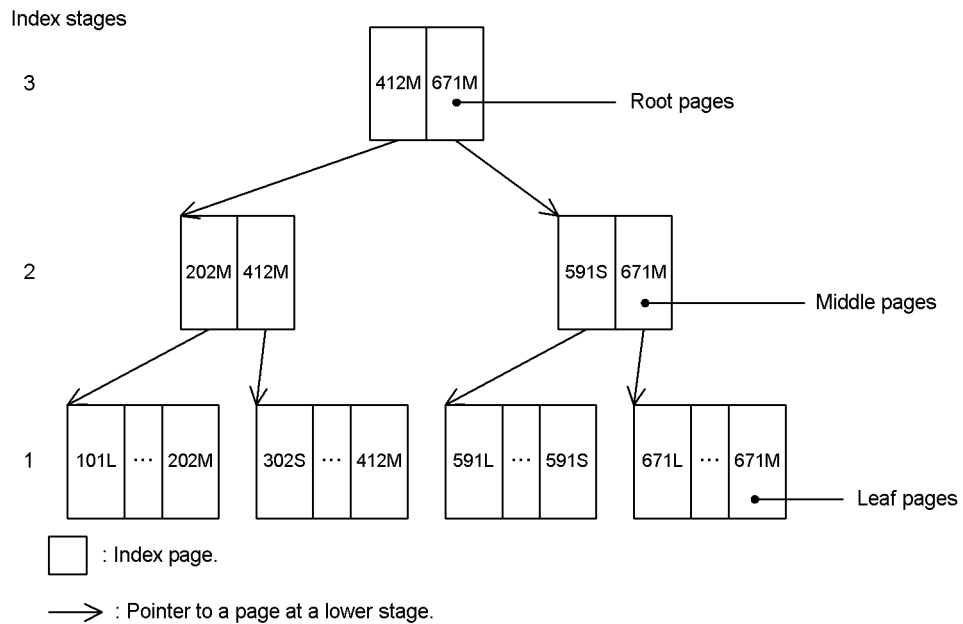 Index stages
3
412M 671M
Root pages
2
202M 412M
591S 671M
Middle pages
1
101L ... 202M
302S ... 412M
591L ... 591S
671L ... 671M
Leaf pages
: Index page.
: Pointer to a page at a lower stage.